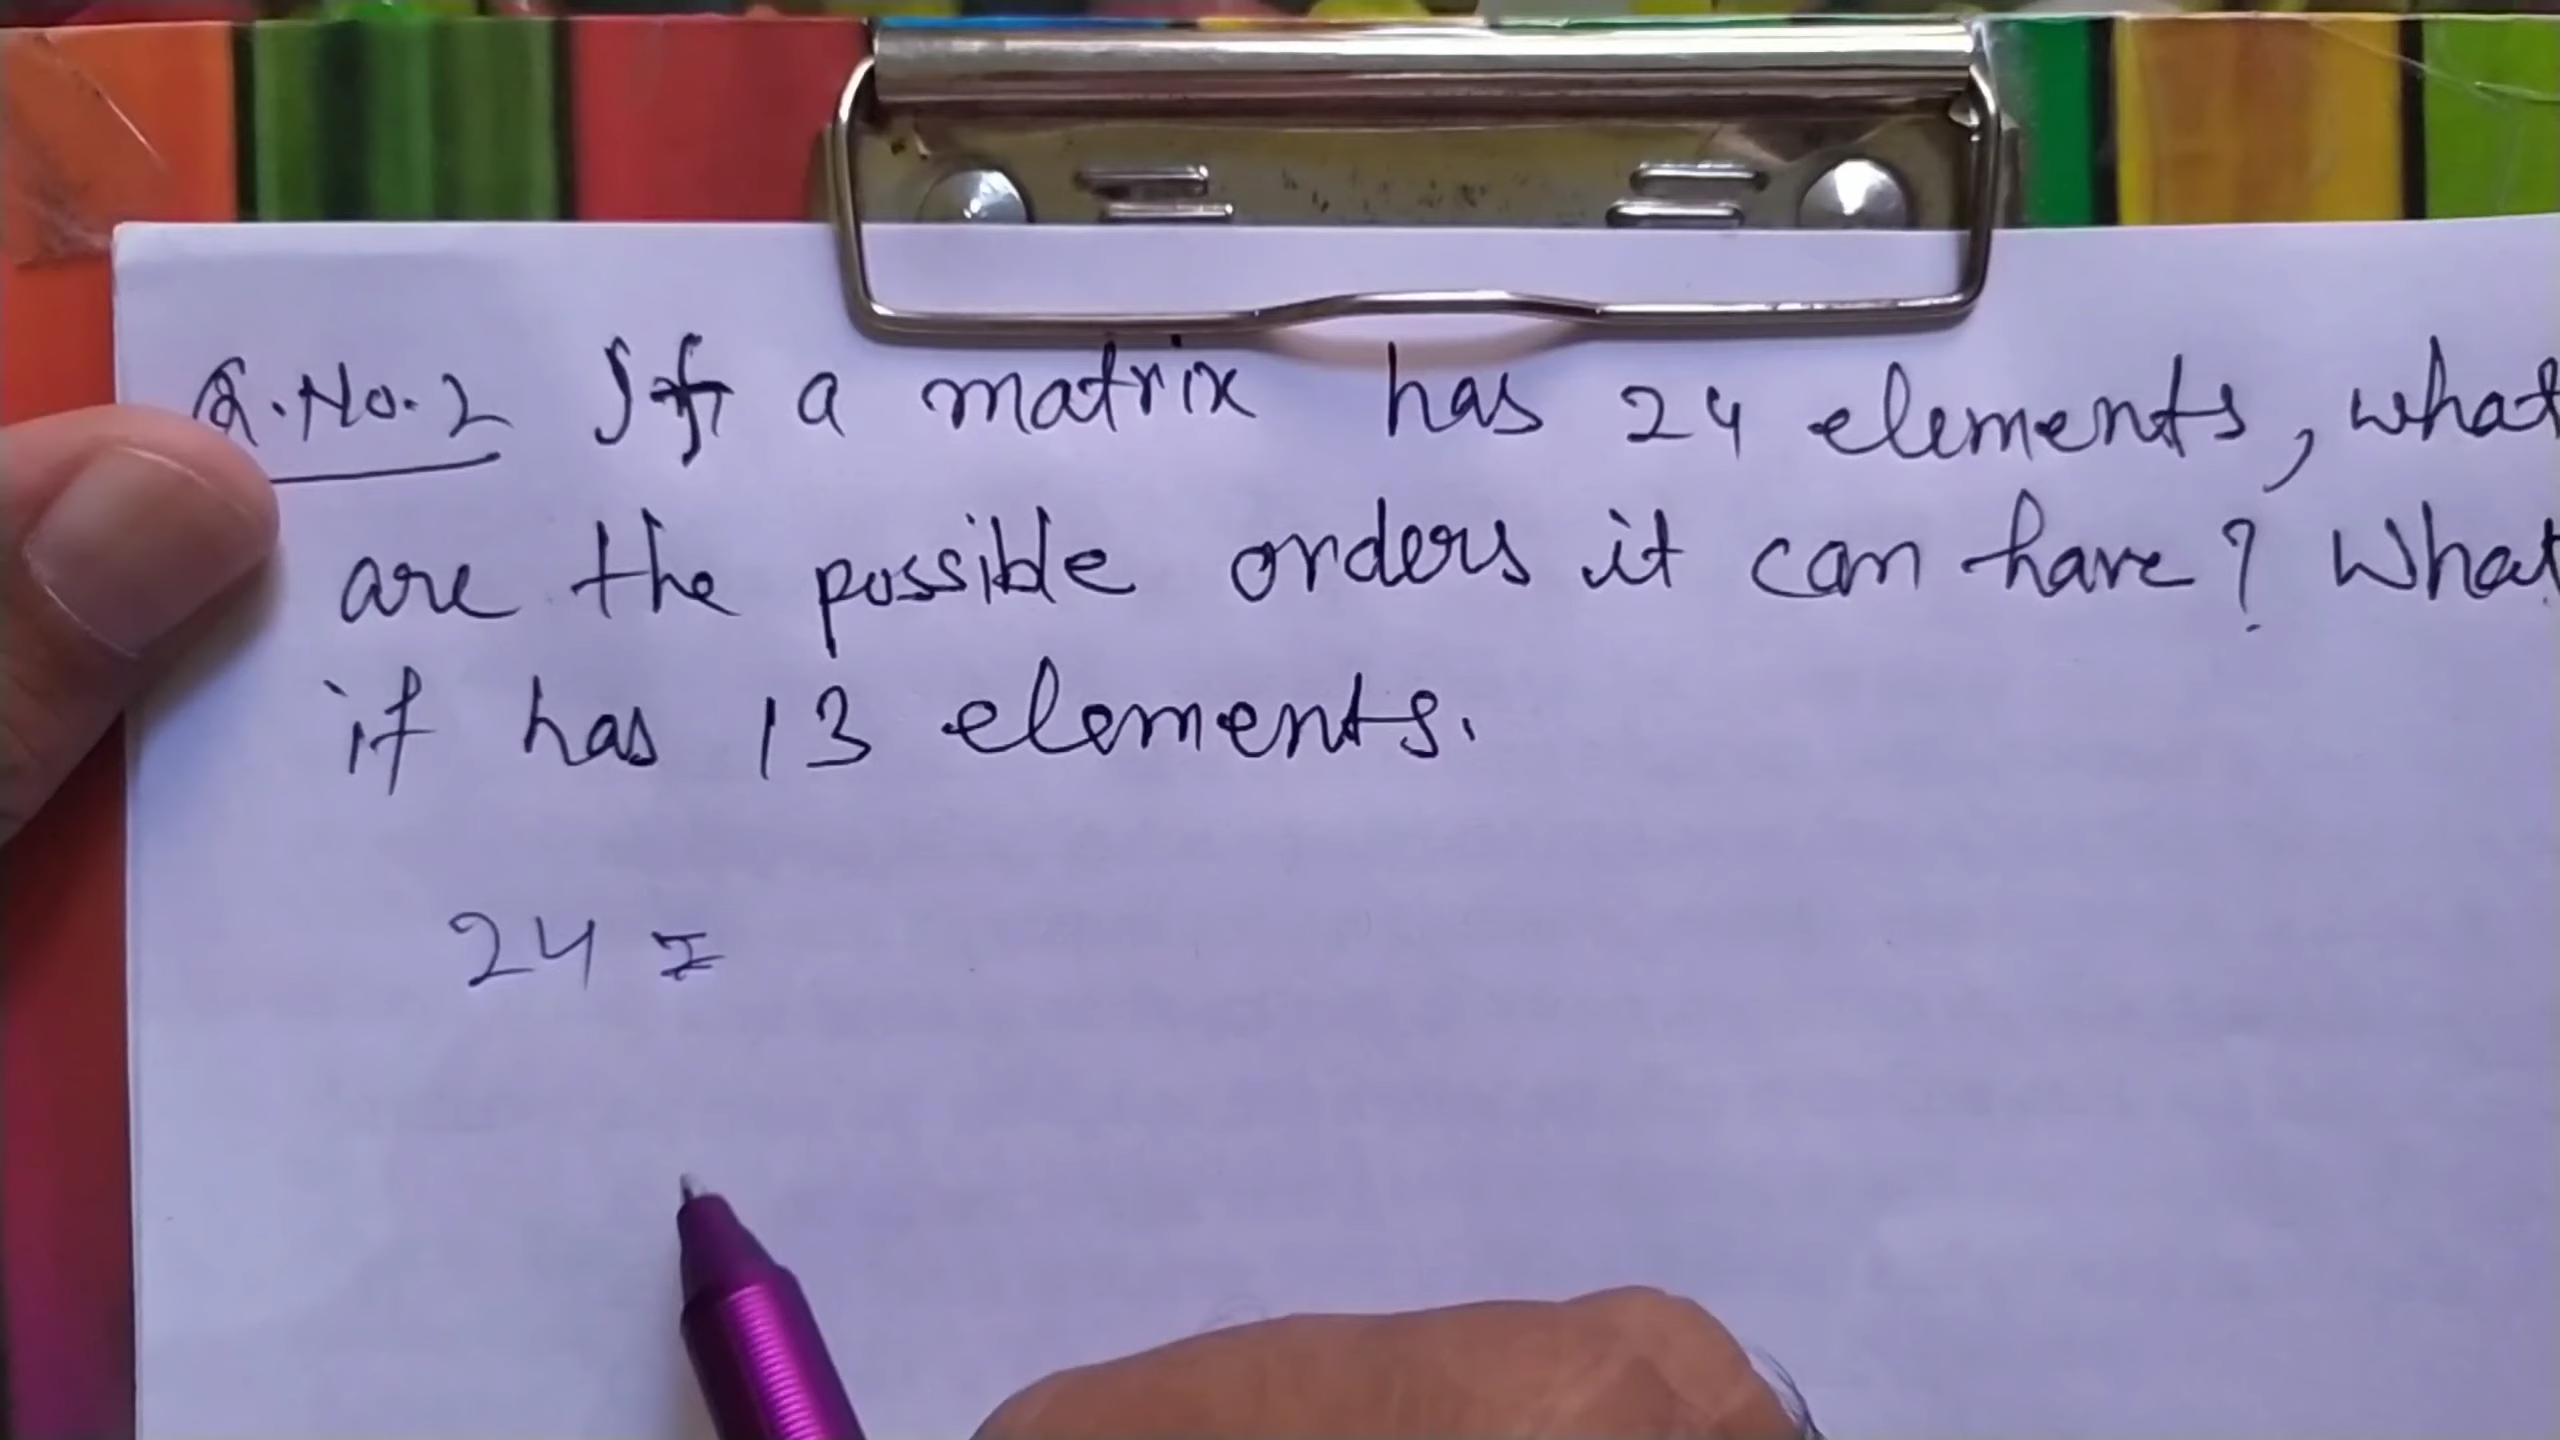 Q.No.2 If a matrix has 24 elements, what
are the possible orders it can have? What
if has 13 elements.
24 =